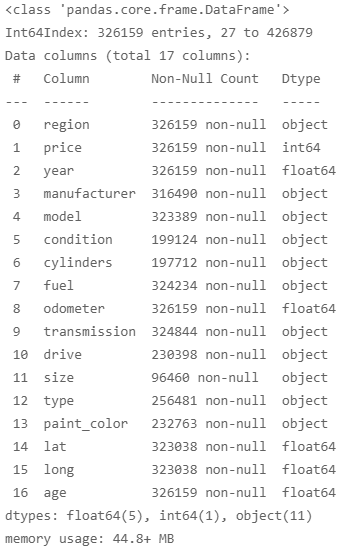 <class 'pandas.core.frame.DataFrame'>
Int64Index: 326159 entries, 27 to 426879
Data columns (total 17 columns):
 #   Column        Non-Null Count   Dtype
---  ------        --------------   -----
 0   region        326159 non-null  object
 1   price         326159 non-null  int64
 2   year          326159 non-null  float64
 3   manufacturer  316490 non-null  object
 4   model         323389 non-null  object
 5   condition     199124 non-null  object
 6   cylinders     197712 non-null  object
 7   fuel          324234 non-null  object
 8   odometer      326159 non-null  float64
 9   transmission  324844 non-null  object
 10  drive         230398 non-null  object
 11  size          96460 non-null   object
 12  type          256481 non-null  object
 13  paint_color   232763 non-null  object
 14  lat           323038 non-null  float64
 15  long          323038 non-null  float64
 16  age           326159 non-null  float64
dtypes: float64(5), int64(1), object(11)
memory usage: 44.8+ MB